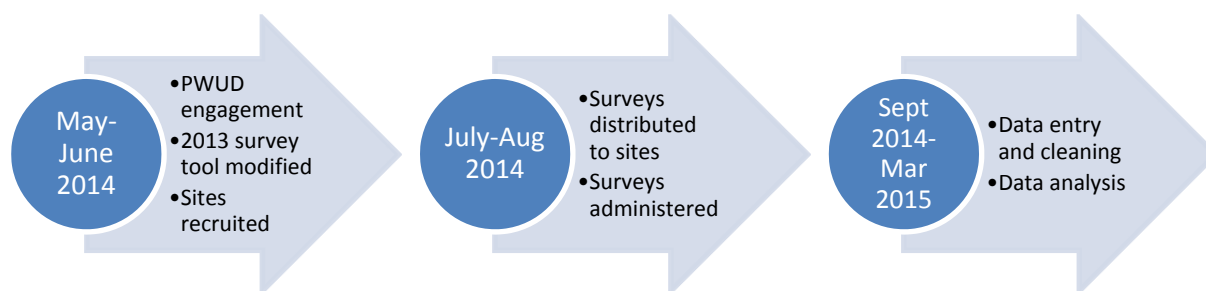 May-
June
2014
•PWUD
engagement
•2013 survey
tool modified
•Sites
recruited
July-Aug
2014
•Surveys
distributed
to sites
•Surveys
administered
Sept
2014-
Mar
2015
•Data entry
and cleaning
•Data analysis